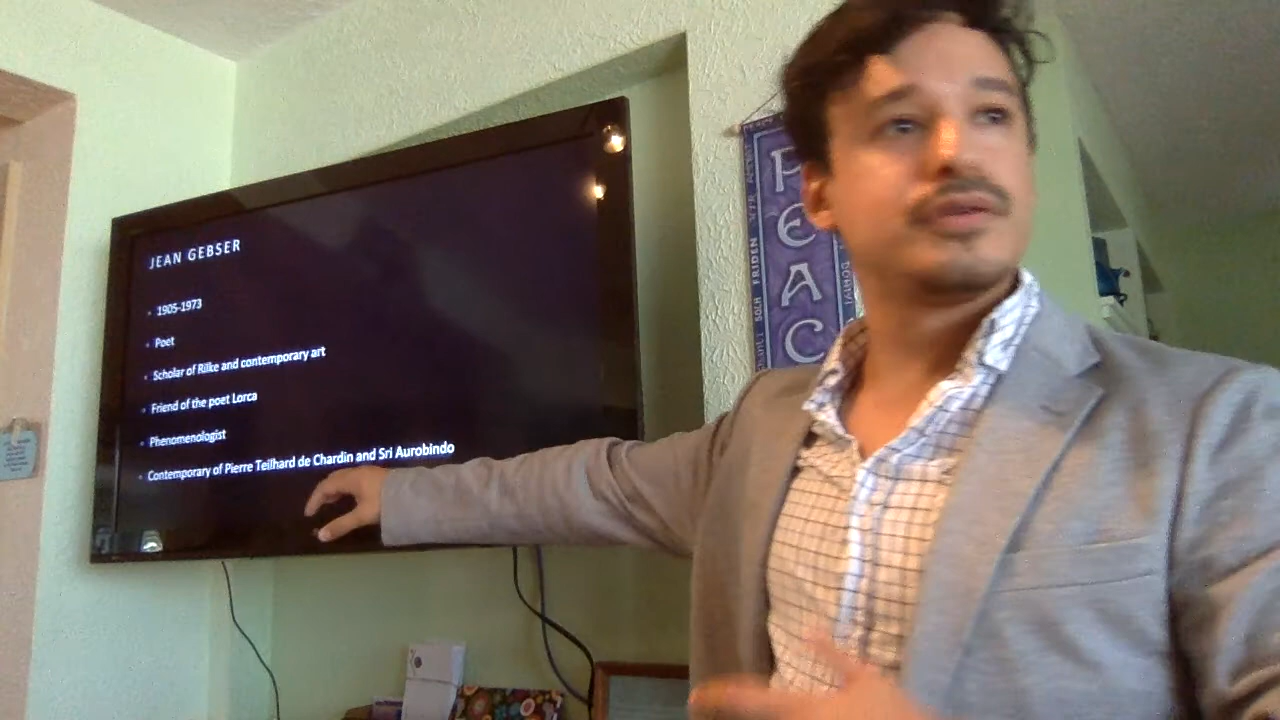 JEAN GEBSER
1905-1973
Poet
Scholar of Rilke and contemporary art
Friend of the poet Lorca
Phenomenologist
Contemporary of Pierre Teilhard de Chardin and Sri Aurobindo
PEAC
FRIDEN